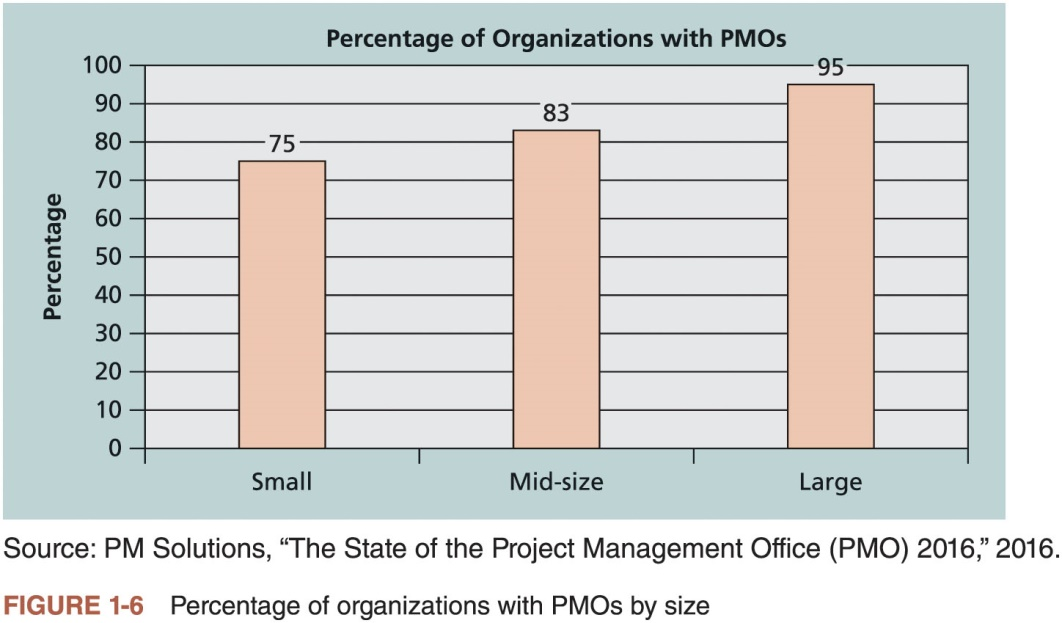 Percentage of Organizations with PMOs
Percentage
100
90
80
70
60
50
40
30
20
10
0
75
83
95
Small
Mid-size
Large
Source: PM Solutions, “The State of the Project Management Office (PMO) 2016,” 2016.
FIGURE 1-6 Percentage of organizations with PMOs by size